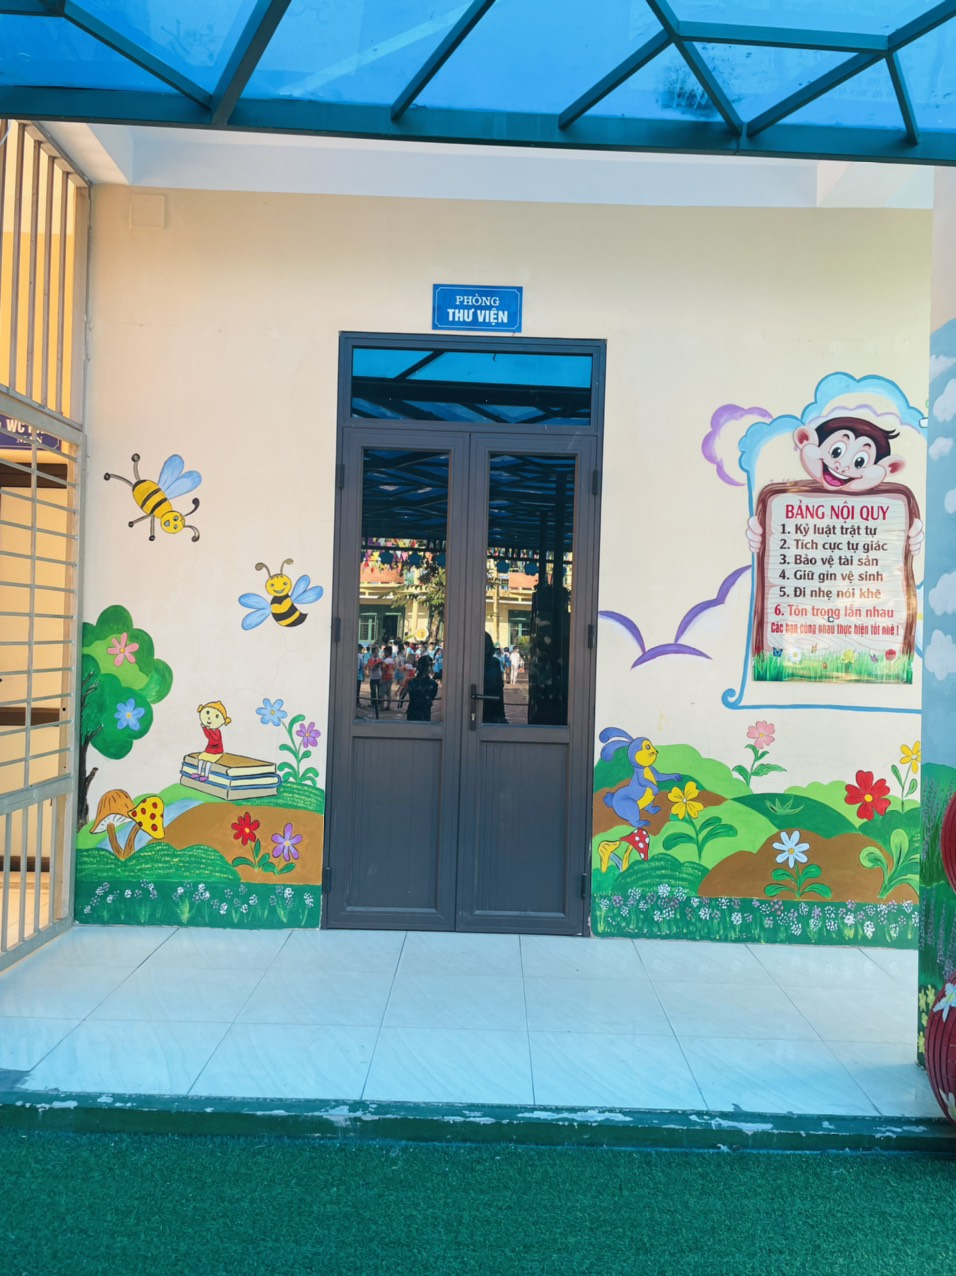 PHÒNG
THƯ VIỆN
WC
BẢNG NỘI QUY
1. Kỷ luật trật tự
2. Tích cực tự giác
3. Bảo vệ tài sản
4. Giữ gìn vệ sinh
5. Đi nhẹ nói khẽ
6. Tôn trọng lẫn nhau
Các bạn cùng nhau thực hiện tốt nhé !